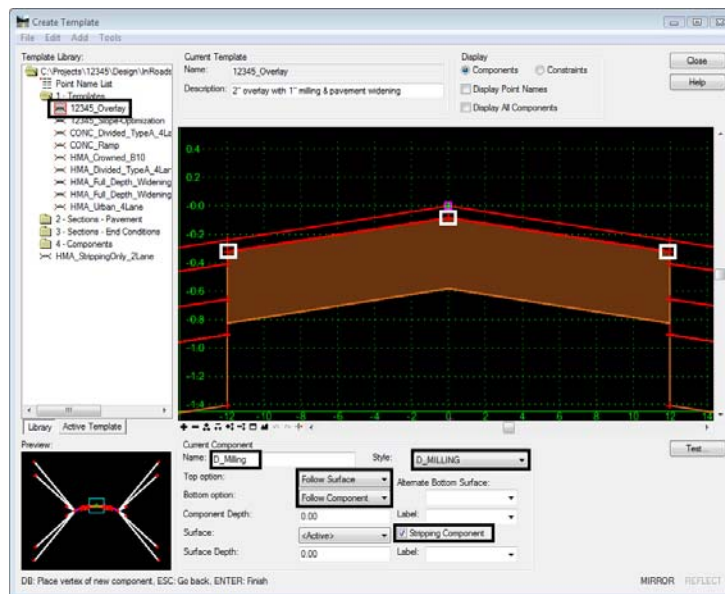 Create Template
File Edit Add Tools
Template Library:
C:\Projects\12345\Design\InRoads
Point Name List
1 - Templates
12345_Overlay
12345_Slope-Optimization
CONC_Divided_TypeA_4La
CONC_Ramp
HMA_Crowned_B10
HMA_Divided_TypeA_4Lar
HMA_Full_Depth_Widening
HMA_Full_Depth_Widening
HMA_Urban_4Lane
2 - Sections - Pavement
3 - Sections - End Conditions
4 - Components
HMA_StrippingOnly_2Lane
Library Active Template
Current Template
Name: 12345_Overlay
Description: 2" overlay with 1" milling & pavement widening
Display
Components Constraints
Display Point Names
Display All Components
Close
Help
0.4
0.2
-0.0
-0.2
-0.4
-0.6
-0.8
-1.0
-1.2
-1.4
-12 -10 -8 -6 -4 -2 0 2 4 6 8 10 12 14
Preview:
Current Component
Name: D_Milling Style: D_MILLING
Top option: Follow Surface Alternate Bottom Surface:
Bottom option: Follow Component
Component Depth: 0.00 Label:
Surface: <Active> Stripping Component
Surface Depth: 0.00 Label:
Test...
DB: Place vertex of new component, ESC: Go back, ENTER: Finish
MIRROR REFLECT